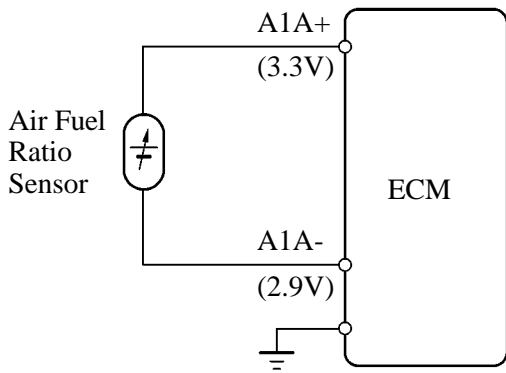 A1A+
(3.3V)
Air Fuel
Ratio
Sensor
ECM
A1A-
(2.9V)